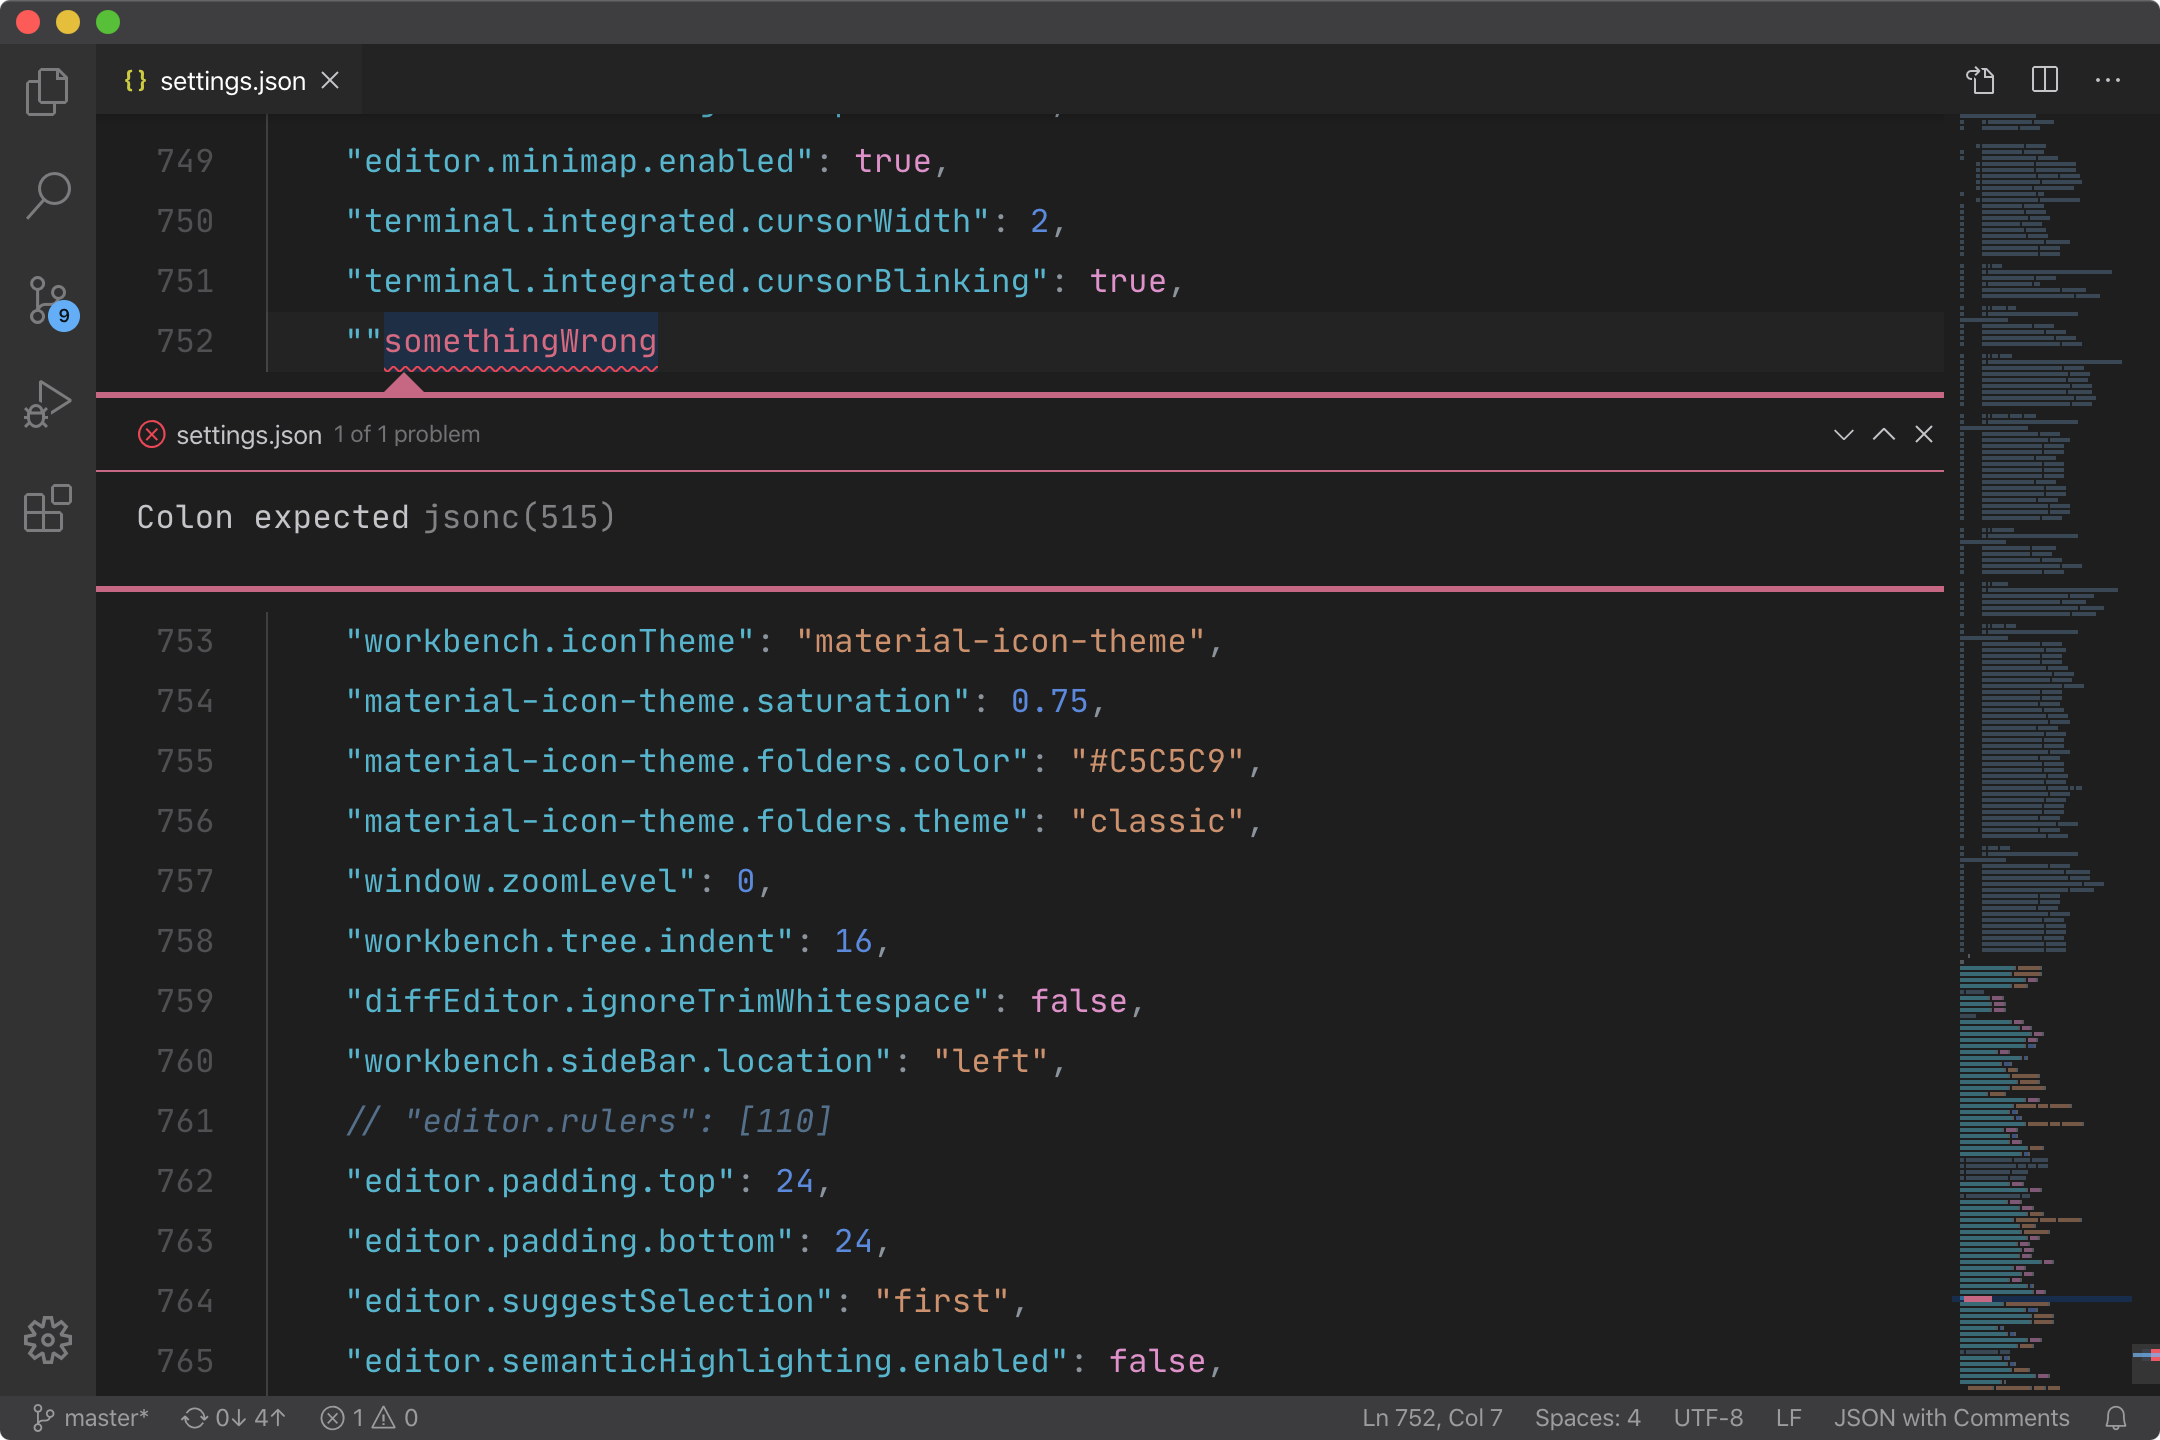 {} settings.json
749 "editor.minimap.enabled": true,
750 "terminal.integrated.cursorWidth": 2,
751 "terminal.integrated.cursorBlinking": true,
9
752 ""somethingWrong
settings.json 1 of 1 problem
Colon expected jsonc(515)
753 "workbench.iconTheme": "material-icon-theme",
754 "material-icon-theme.saturation": 0.75,
755 "material-icon-theme.folders.color": "#C5C5C9",
756 "material-icon-theme.folders.theme": "classic",
757 "window.zoomLevel": 0,
758 "workbench.tree.indent": 16,
759 "diffEditor.ignoreTrimWhitespace": false,
760 "workbench.sideBar.location": "left",
761 // "editor.rulers": [110]
762 "editor.padding.top": 24,
763 "editor.padding.bottom": 24,
764 "editor.suggestSelection": "first",
765 "editor.semanticHighlighting.enabled": false,
master* 0↓ 4↑ 1 0 Ln 752, Col 7 Spaces: 4 UTF-8 LF JSON with Comments